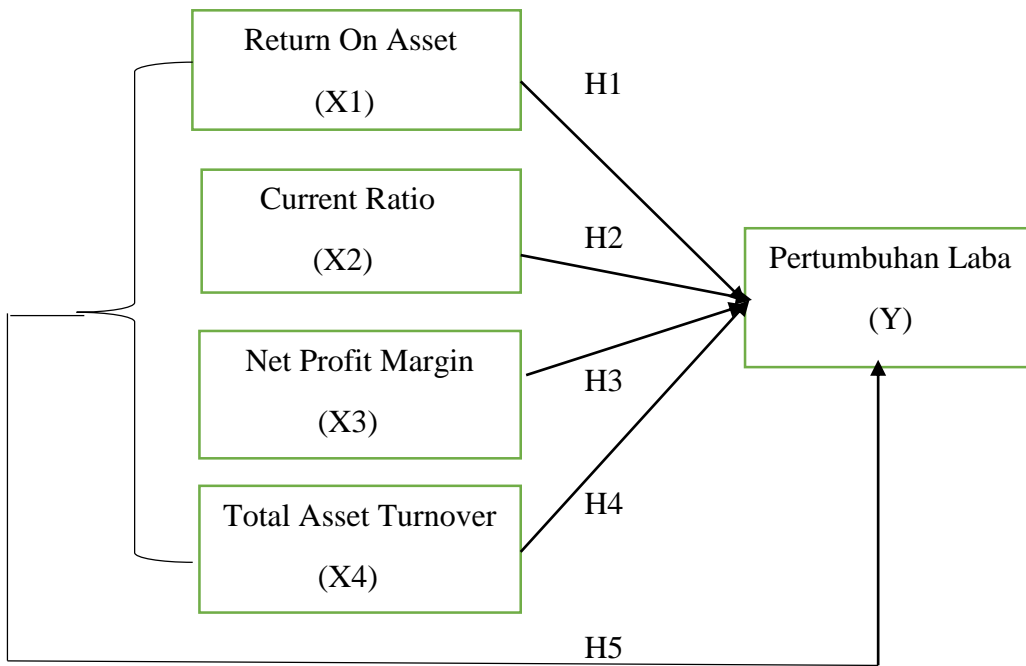 Return On Asset
(X1)
H1
Current Ratio
(X2)
H2
Pertumbuhan Laba
(Y)
Net Profit Margin
(X3)
H3
Total Asset Turnover
(X4)
H4
H5